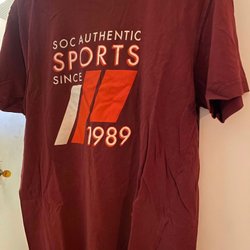 SOC AUTHENTIC
SPORTS
SINCE
1989